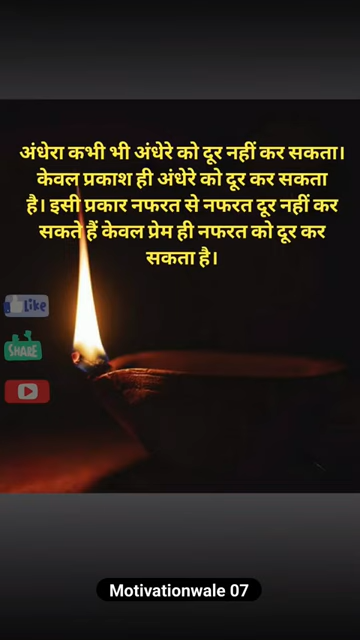 अंधेरा कभी भी अंधेरे को दूर नहीं कर सकता।
केवल प्रकाश ही अंधेरे को दूर कर सकता
है। इसी प्रकार नफरत से नफरत दूर नहीं कर
सकते हैं केवल प्रेम ही नफरत को दूर कर
सकता है।
Like
SHARE
Motivationwale 07